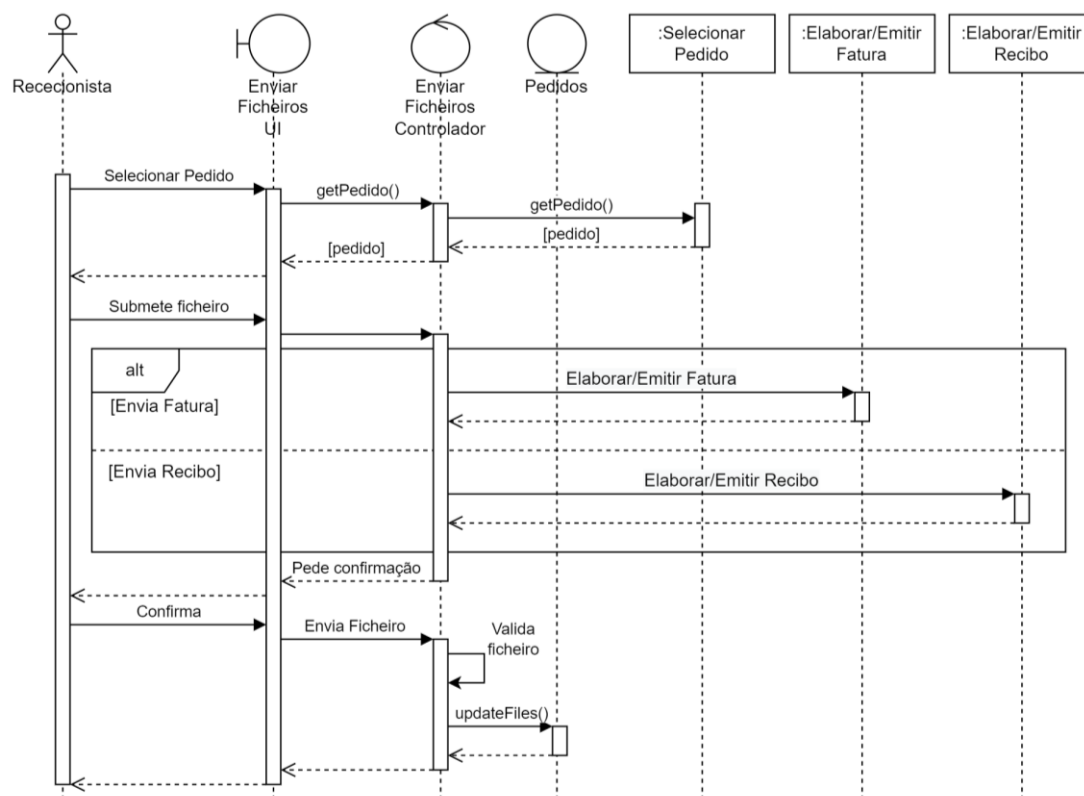 Rececionista
Enviar
Ficheiros
UI
Enviar
Ficheiros
Controlador
Pedidos
:Selecionar
Pedido
:Elaborar/Emitir
Fatura
:Elaborar/Emitir
Recibo
Selecionar Pedido
getPedido()
getPedido()
[pedido]
[pedido]
Submete ficheiro
alt
[Envia Fatura]
Elaborar/Emitir Fatura
[Envia Recibo]
Elaborar/Emitir Recibo
Pede confirmação
Confirma
Envia Ficheiro
Valida
ficheiro
updateFiles()